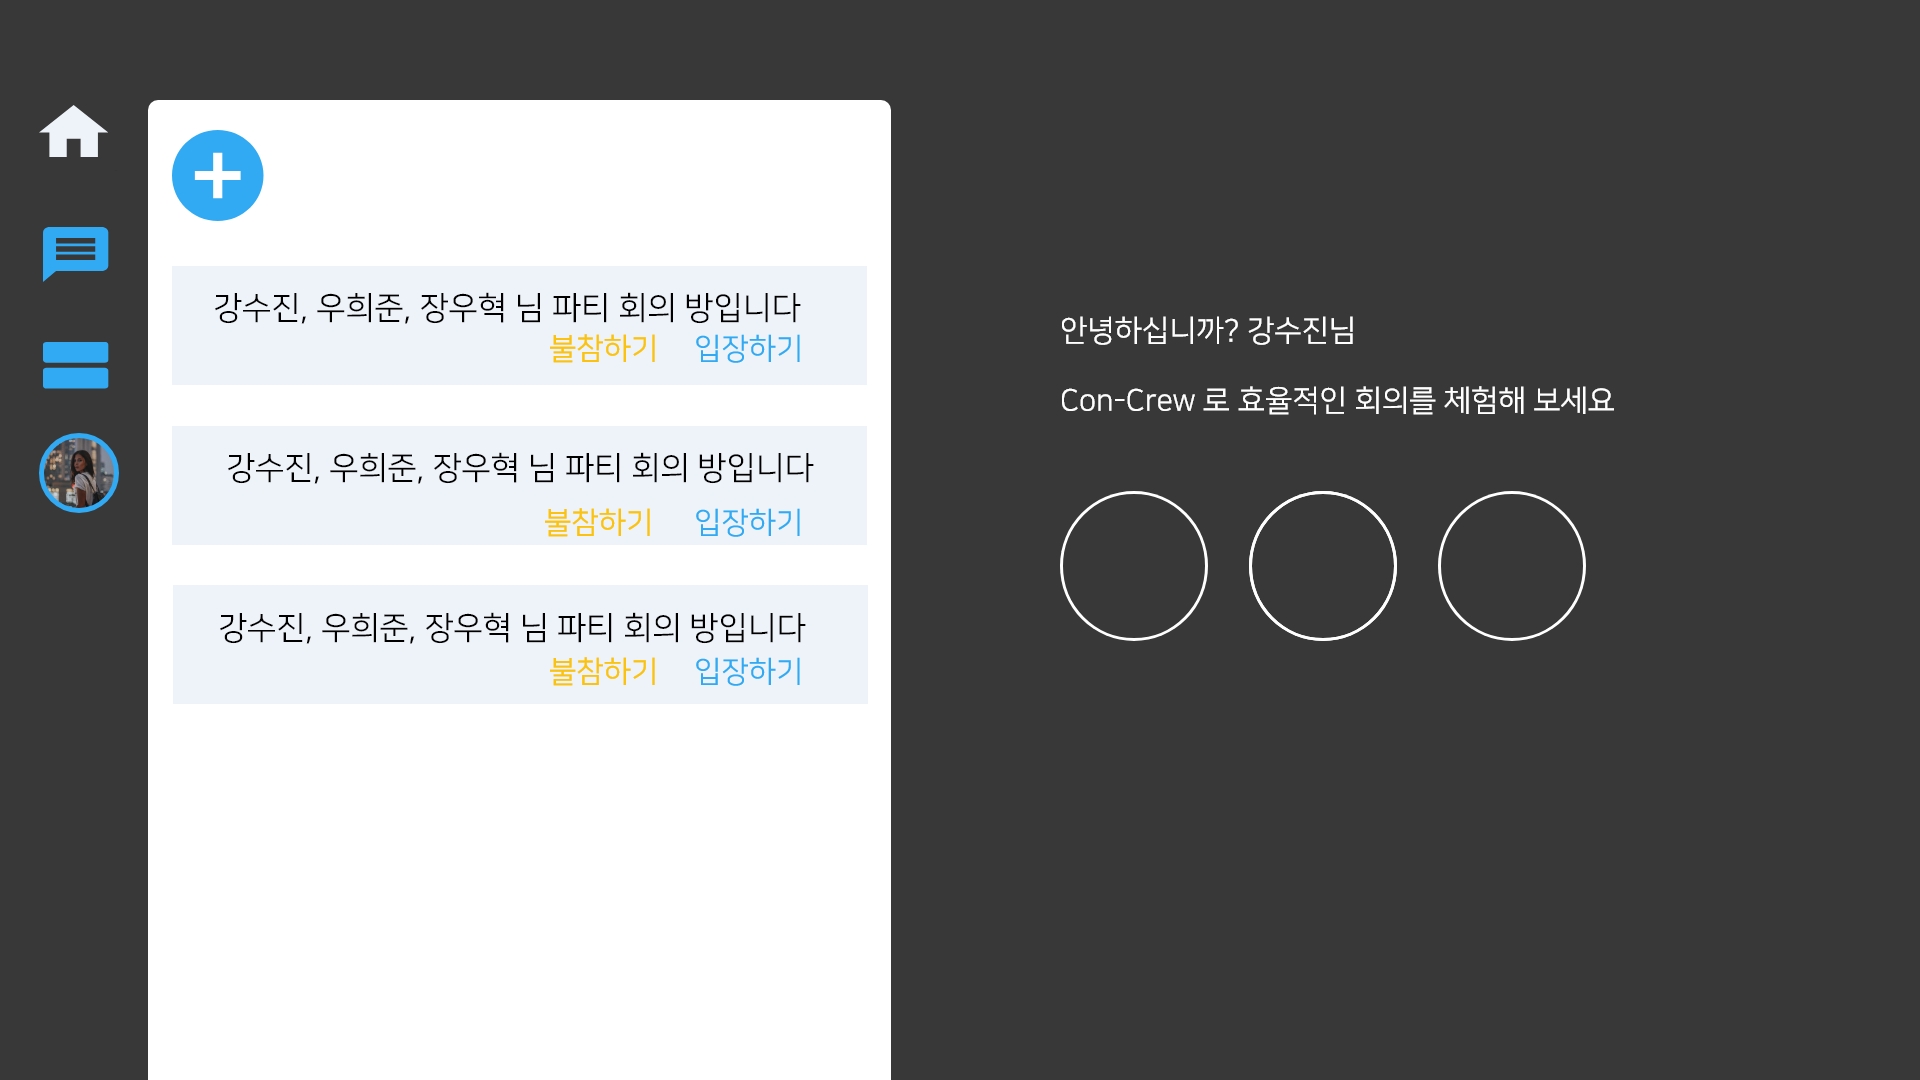 강수진, 우희준, 장우혁 님 파티 회의 방입니다
불참하기 입장하기
강수진, 우희준, 장우혁 님 파티 회의 방입니다
불참하기 입장하기
강수진, 우희준, 장우혁 님 파티 회의 방입니다
불참하기 입장하기
안녕하십니까? 강수진님
Con-Crew 로 효율적인 회의를 체험해 보세요